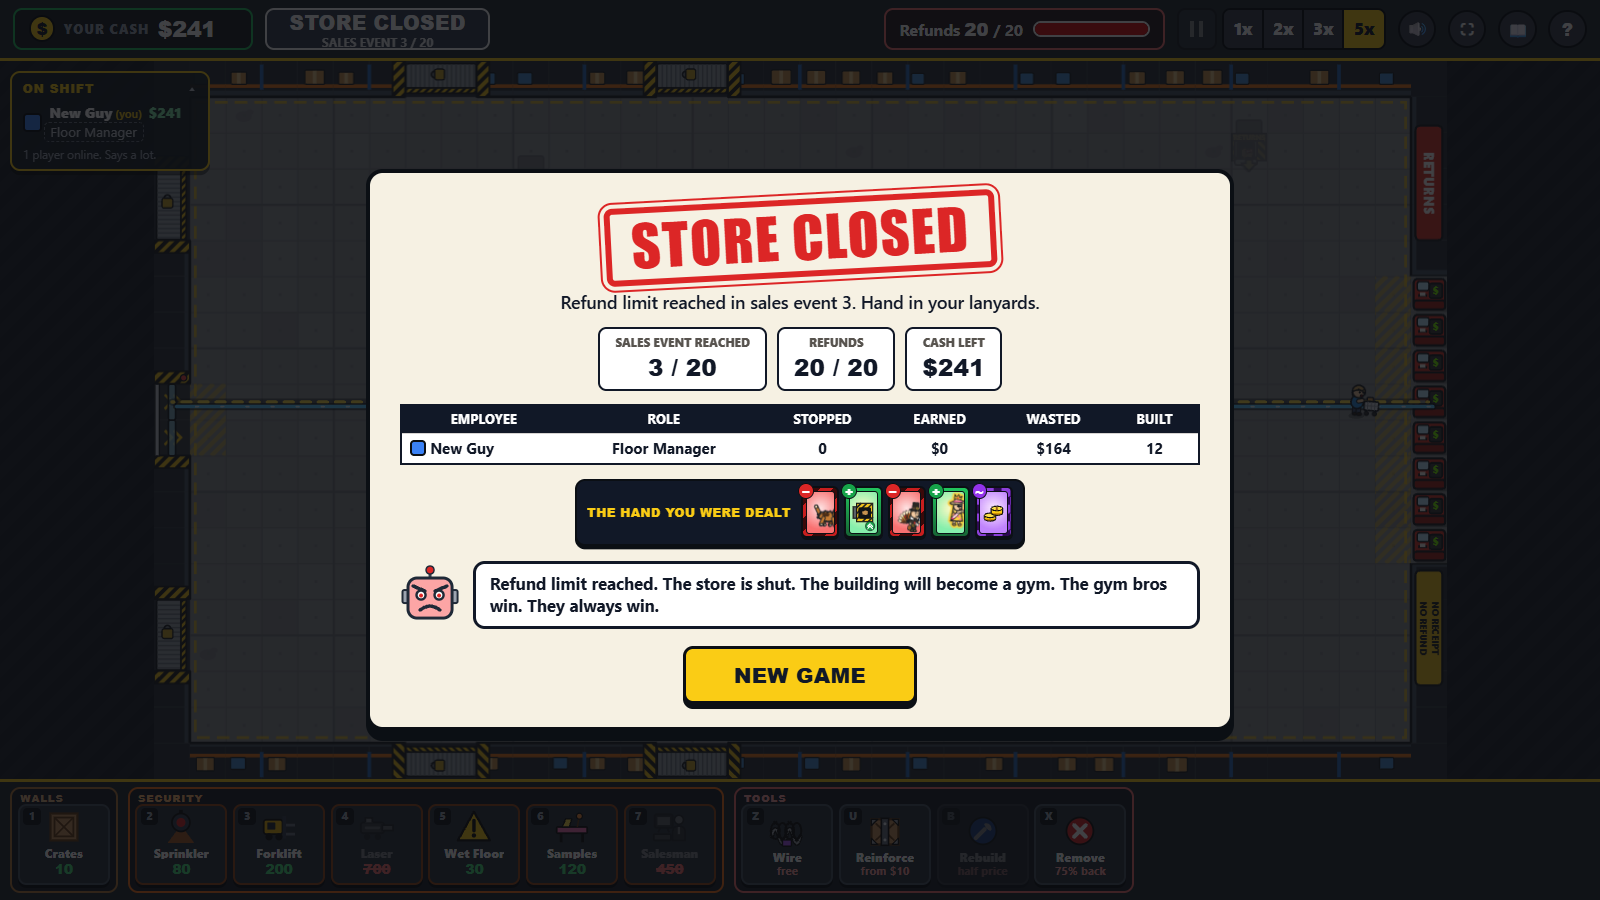 YOUR CASH $241
STORE CLOSED
SALES EVENT 3 / 20
Refunds 20 / 20
1x 2x 3x 5x
?
ON SHIFT
New Guy (you) $241
Floor Manager
1 player online. Says a lot.
RETURNS
NO RECEIPT
NO REFUND
STORE CLOSED
Refund limit reached in sales event 3. Hand in your lanyards.
SALES EVENT REACHED
3 / 20
REFUNDS
20 / 20
CASH LEFT
$241
EMPLOYEE ROLE STOPPED EARNED WASTED BUILT
New Guy Floor Manager 0 $0 $164 12
THE HAND YOU WERE DEALT
Refund limit reached. The store is shut. The building will become a gym. The gym bros
win. They always win.
NEW GAME
WALLS
1
Crates
10
SECURITY
2
Sprinkler
80
3
Forklift
200
4
Laser
700
5
Wet Floor
30
6
Samples
120
7
Salesman
450
TOOLS
Z
Wire
free
U
Reinforce
from $10
B
Rebuild
half price
X
Remove
75% back